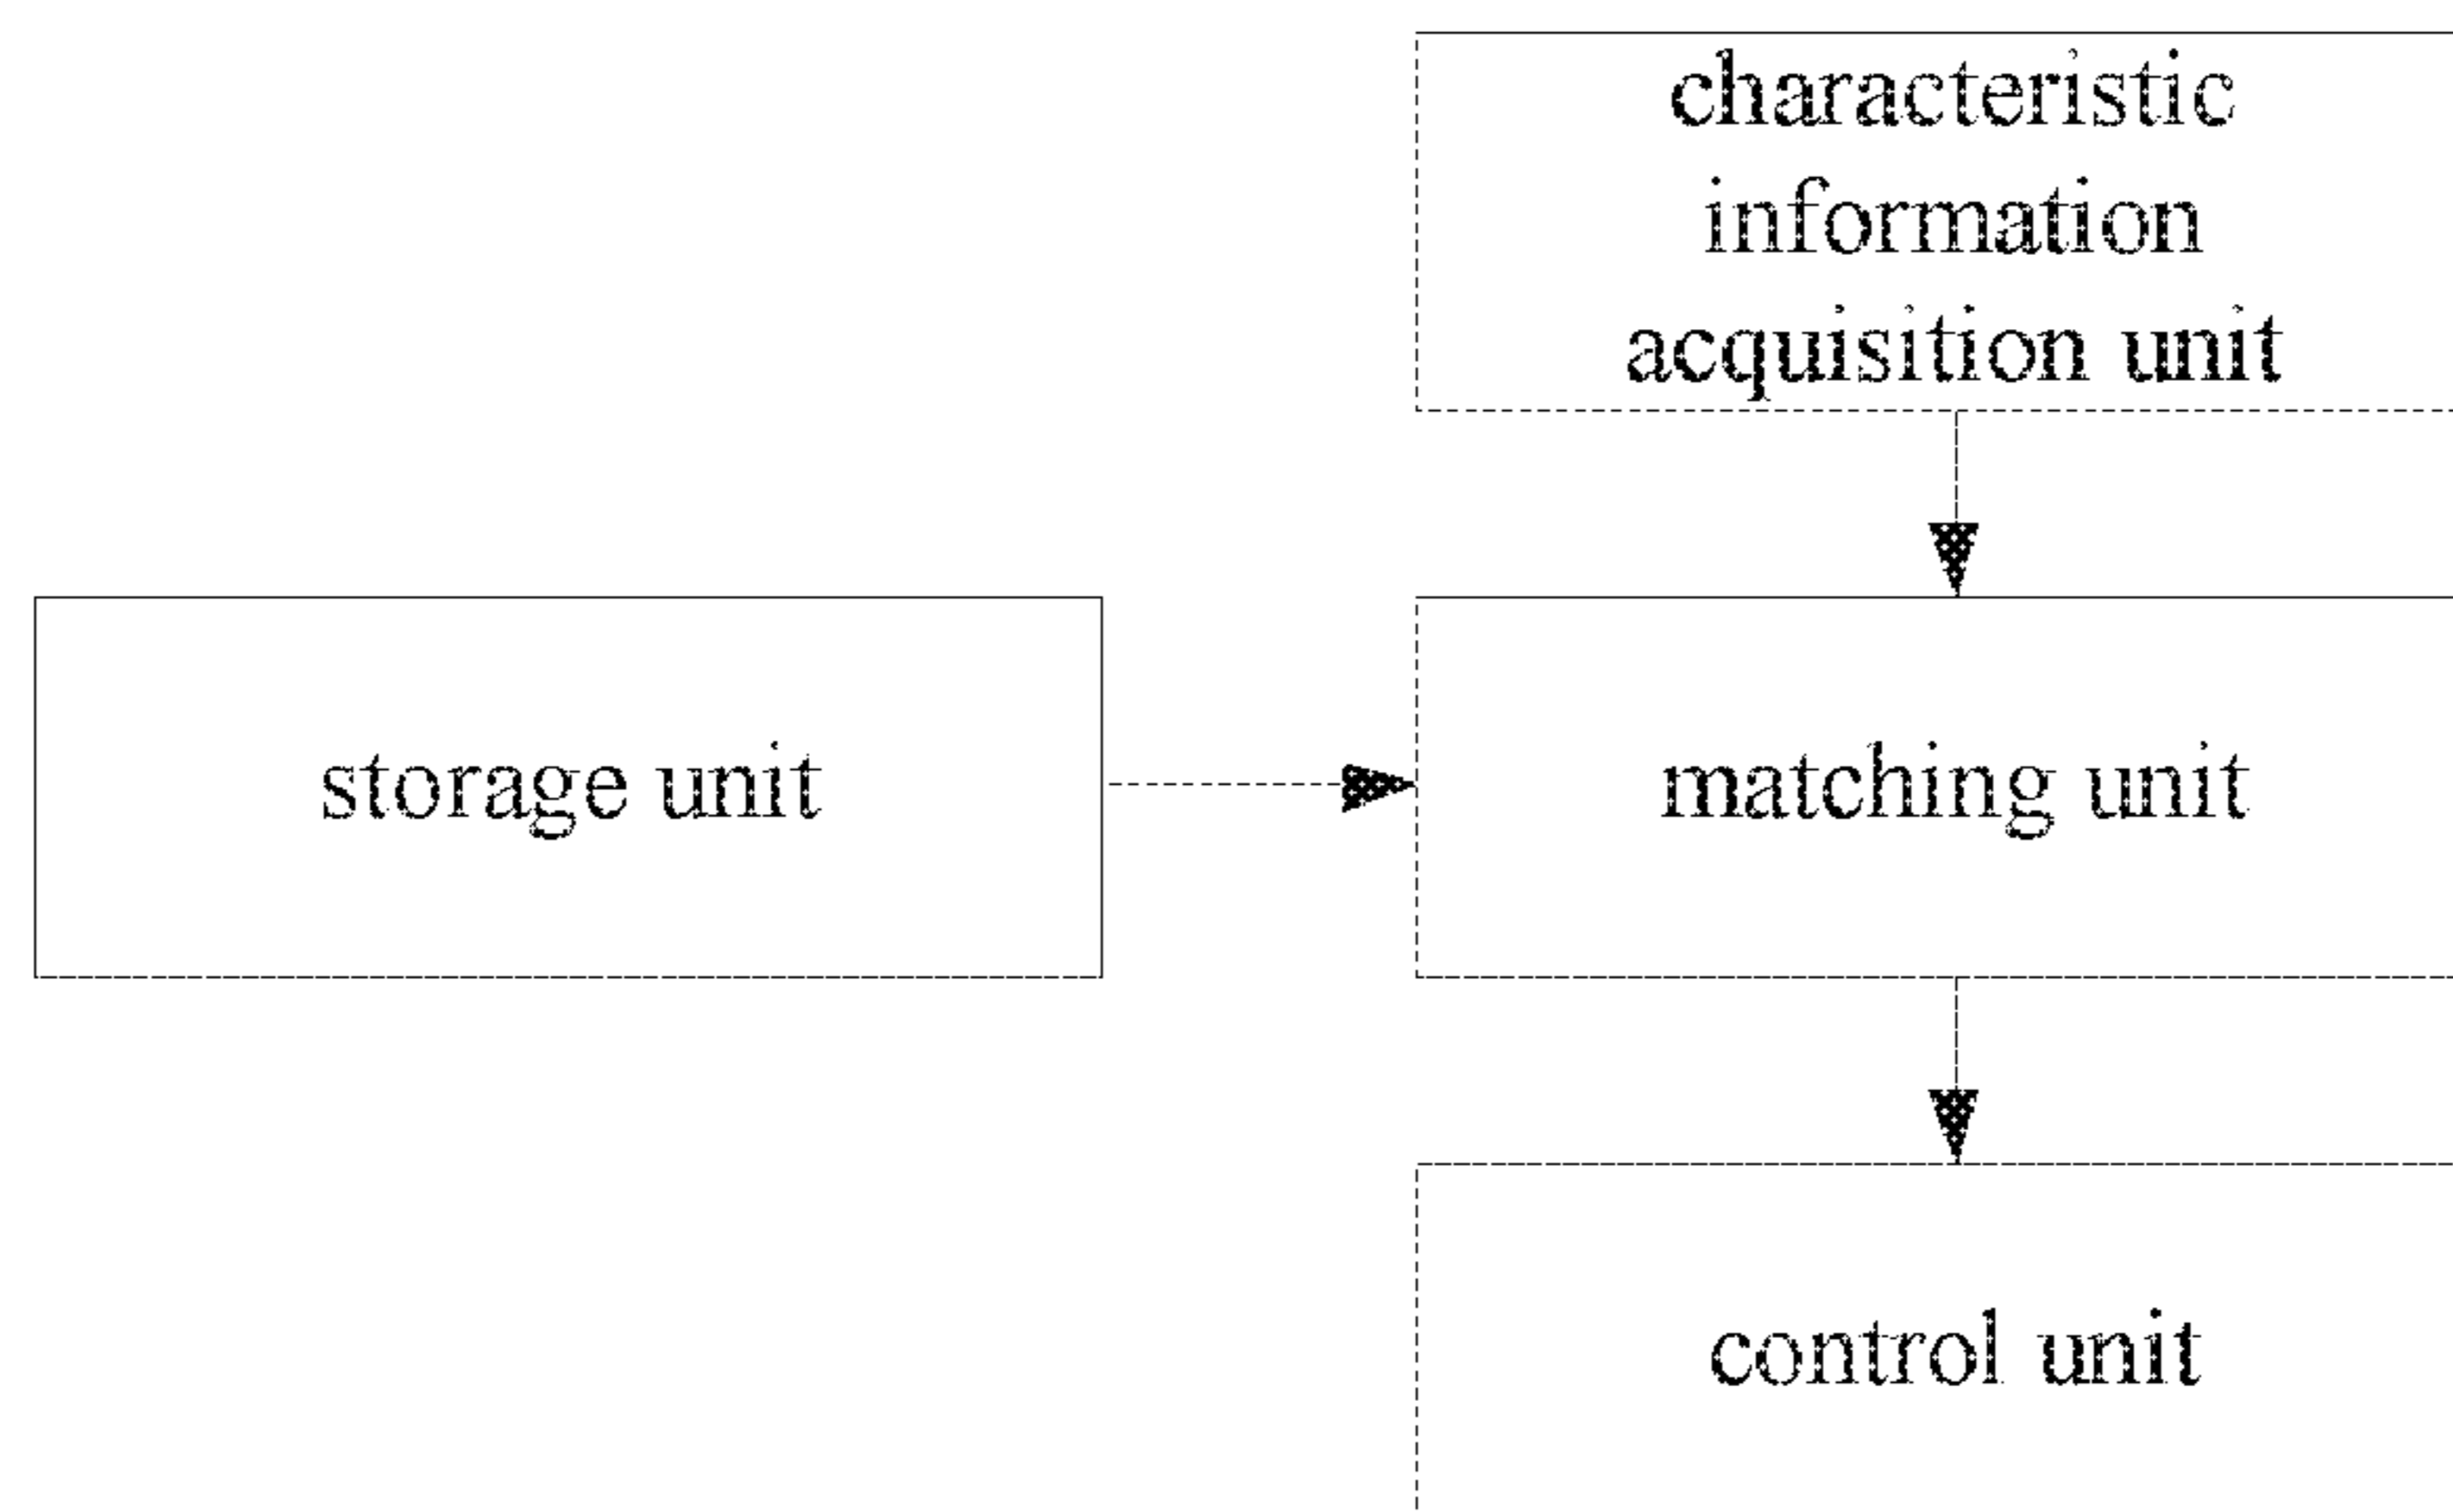 characteristic
information
acquisition unit
storage unit
matching unit
control unit